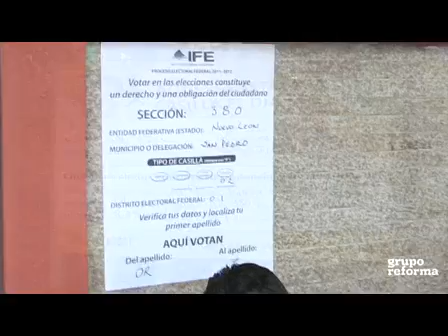 IFE
PROCESO ELECTORAL FEDERAL 2011-2012
Votar en las elecciones constituye
un derecho y una obligación del ciudadano
SECCIÓN: 380
ENTIDAD FEDERATIVA (ESTADO): NUEVO LEON
MUNICIPIO O DELEGACIÓN: SAN PEDRO
TIPO DE CASILLA
02
DISTRITO ELECTORAL FEDERAL: 01
Verifica tus datos y localiza tu
primer apellido
AQUÍ VOTAN
Del apellido: Al apellido:
OR
grupo
reforma